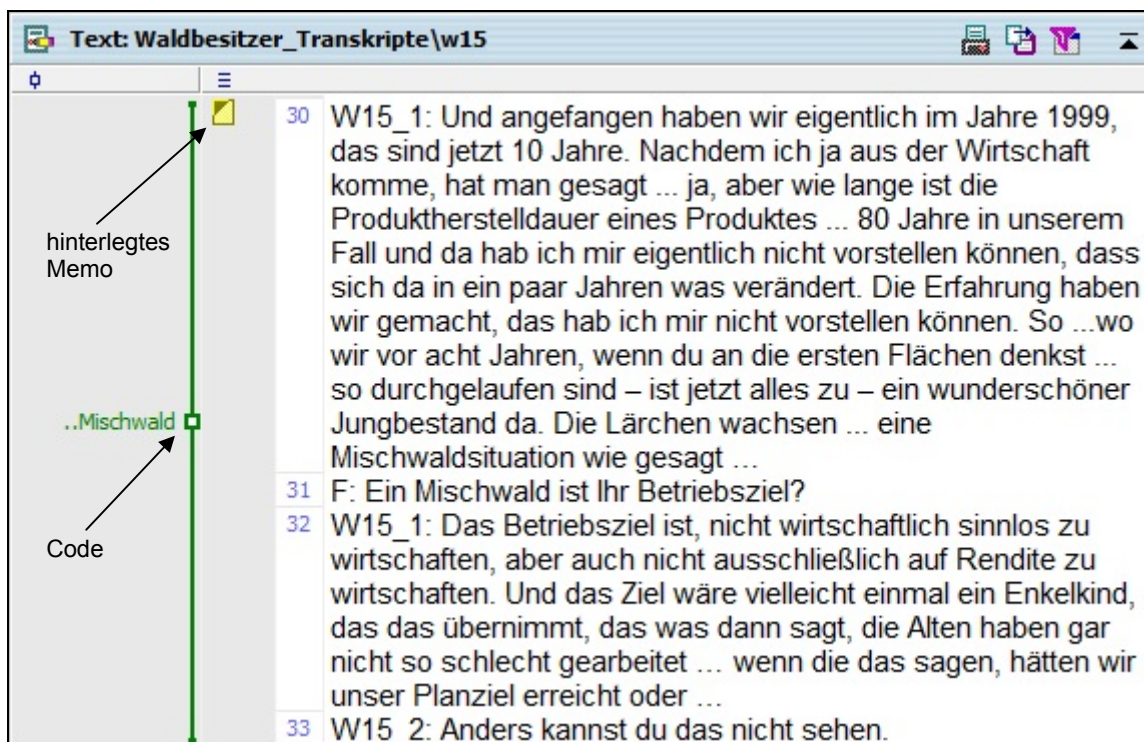 Text: Waldbesitzer_Transkripte\w15
30 W15_1: Und angefangen haben wir eigentlich im Jahre 1999,
das sind jetzt 10 Jahre. Nachdem ich ja aus der Wirtschaft
komme, hat man gesagt ... ja, aber wie lange ist die
Produktherstelldauer eines Produktes ... 80 Jahre in unserem
Fall und da hab ich mir eigentlich nicht vorstellen können, dass
sich da in ein paar Jahren was verändert. Die Erfahrung haben
wir gemacht, das hab ich mir nicht vorstellen können. So ...wo
wir vor acht Jahren, wenn du an die ersten Flächen denkst ...
so durchgelaufen sind – ist jetzt alles zu – ein wunderschöner
Jungbestand da. Die Lärchen wachsen ... eine
Mischwaldsituation wie gesagt ...
31 F: Ein Mischwald ist Ihr Betriebsziel?
32 W15_1: Das Betriebsziel ist, nicht wirtschaftlich sinnlos zu
wirtschaften, aber auch nicht ausschließlich auf Rendite zu
wirtschaften. Und das Ziel wäre vielleicht einmal ein Enkelkind,
das das übernimmt, das was dann sagt, die Alten haben gar
nicht so schlecht gearbeitet ... wenn die das sagen, hätten wir
unser Planziel erreicht oder ...
33 W15_2: Anders kannst du das nicht sehen.
hinterlegtes
Memo
..Mischwald
Code